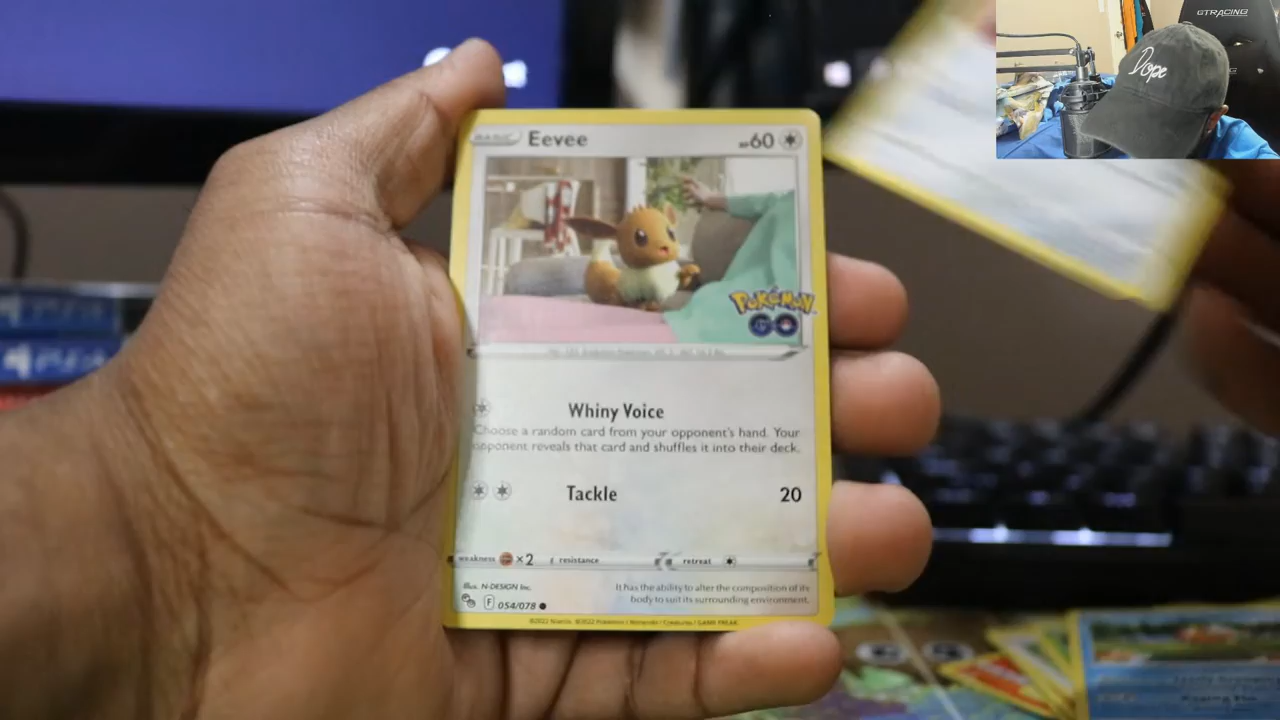 GTRACING
Dope
BASIC
Eevee
HP60
POKÉMON
GO
Whiny Voice
Choose a random card from your opponent's hand. Your
opponent reveals that card and shuffles it into their deck.
Tackle 20
weakness ×2 resistance retreat
Illus. N-DESIGN Inc.
It has the ability to alter the composition of its
body to suit its surrounding environment.
F 054/078
©2022 Pokémon / Nintendo / Creatures / GAME FREAK
PS4
PS4